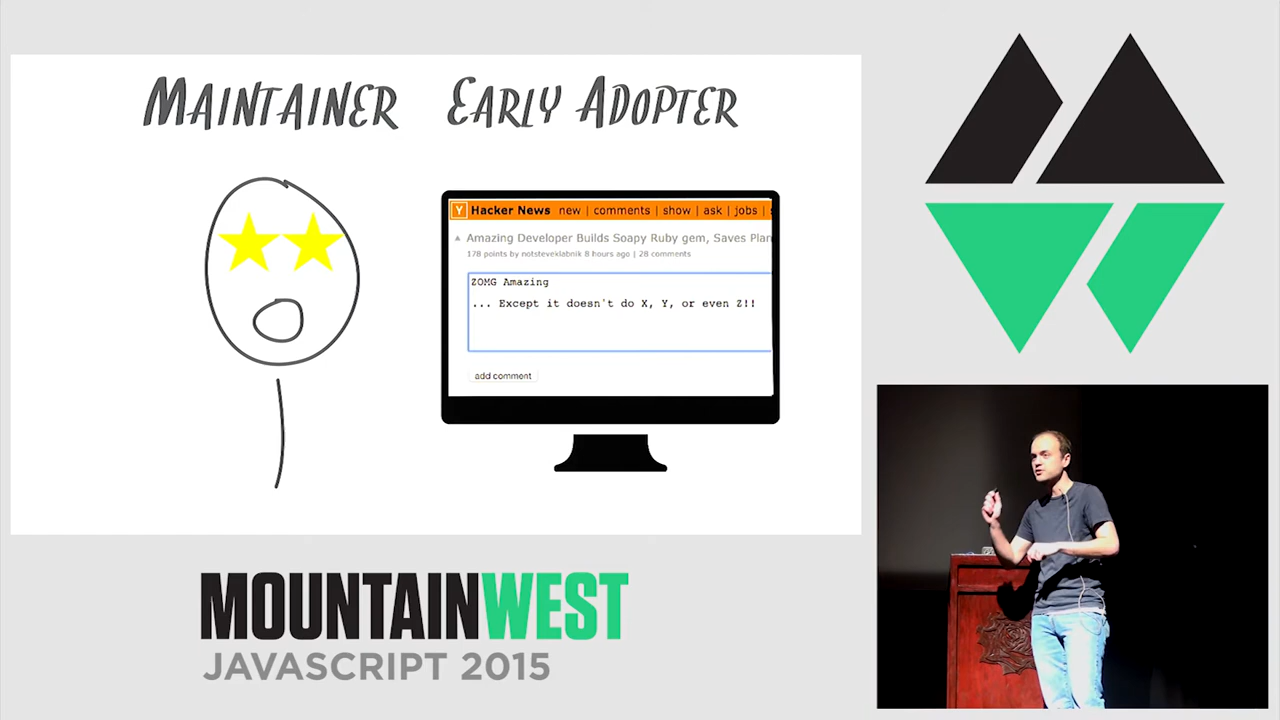 MAINTAINER EARLY ADOPTER
Y Hacker News new | comments | show | ask | jobs |
Amazing Developer Builds Soapy Ruby gem, Saves
178 points by notsteveklabnik 8 hours ago | 28 comments
ZOMG Amazing
... Except it doesn't do X, Y, or even Z!!
add comment
MOUNTAINWEST
JAVASCRIPT 2015